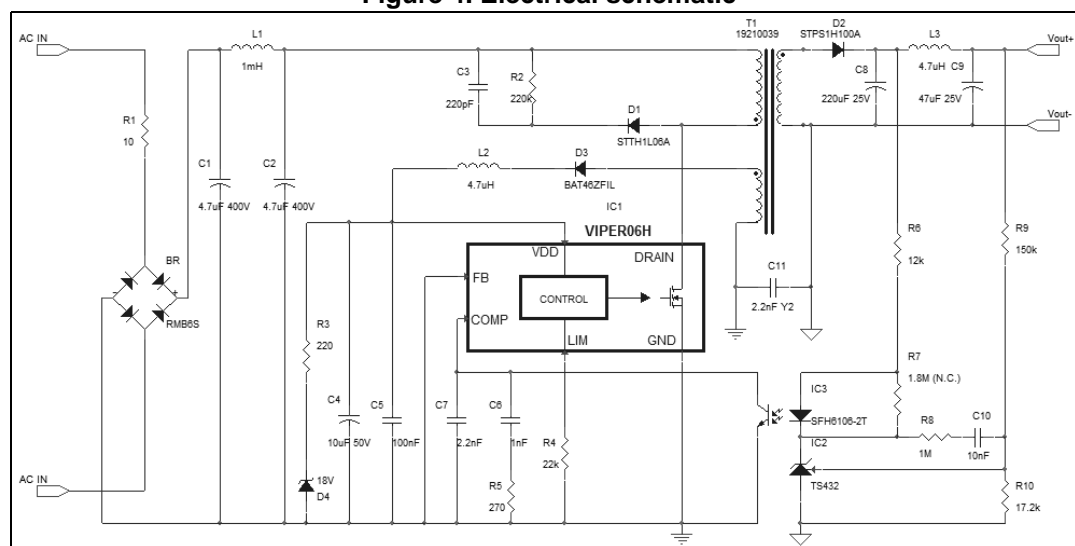 Figure 4. Electrical schematic
AC IN
L1
1mH
T1
19210039
D2
STPS1H100A
L3
4.7uH
Vout+
C3
220pF
R2
220k
C8
220uF 25V
C9
47uF 25V
D1
STTH1L06A
Vout-
R1
10
C1
4.7uF 400V
C2
4.7uF 400V
L2
4.7uH
D3
BAT46ZFIL
IC1
VIPER06H
VDD
DRAIN
FB
CONTROL
COMP
LIM
GND
R6
12k
R9
150k
C11
2.2nF Y2
BR
-
+
RMB6S
R3
220
R7
1.8M (N.C.)
IC3
SFH6106-2T
C4
10uF 50V
C5
100nF
C7
2.2nF
C6
1nF
R4
22k
R8
1M
C10
10nF
IC2
TS432
AC IN
18V
D4
R5
270
R10
17.2k